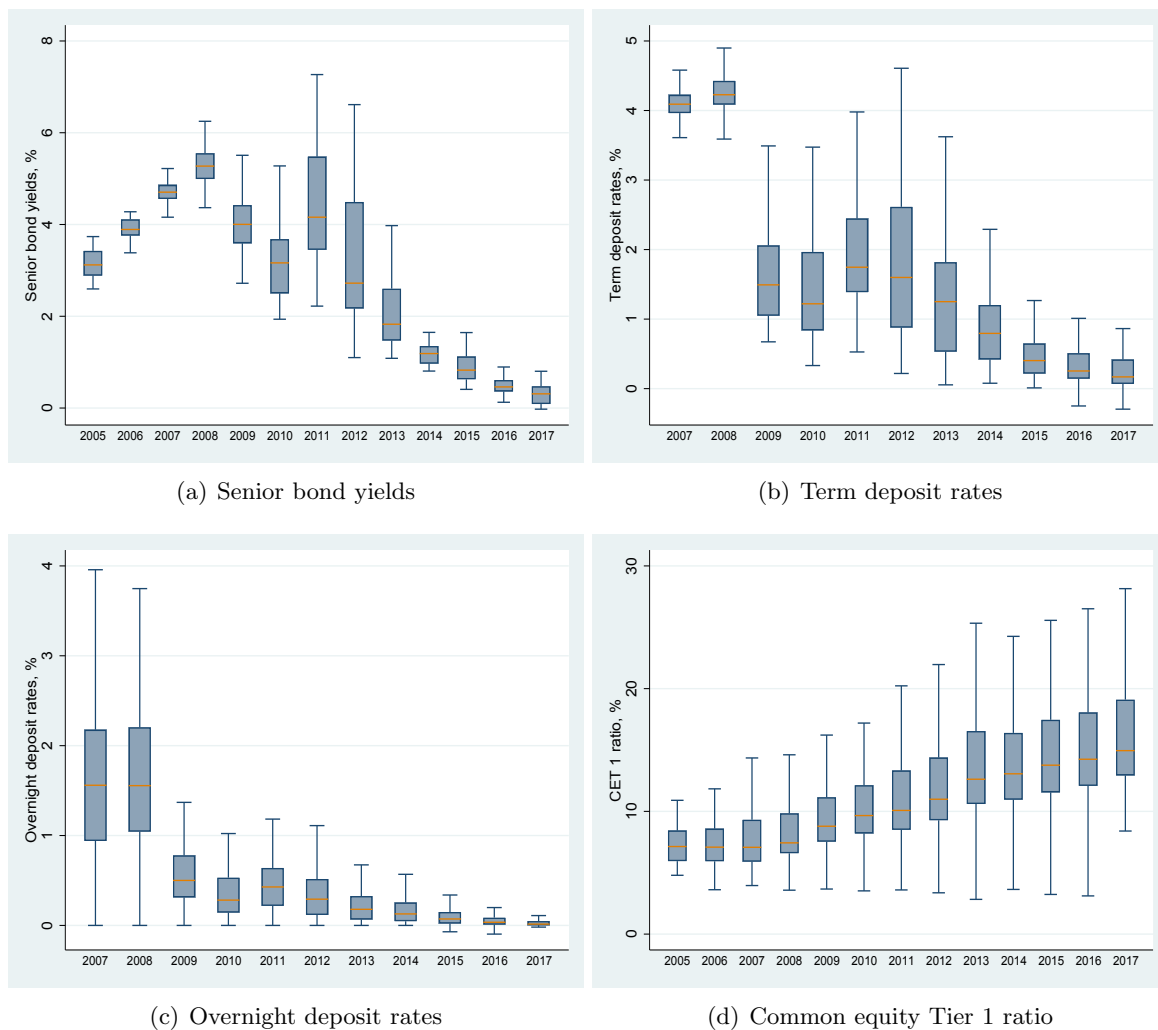 8
6
4
2
0
Senior bond yields, %
2005 2006 2007 2008 2009 2010 2011 2012 2013 2014 2015 2016 2017
(a) Senior bond yields
5
4
3
2
1
0
Term deposit rates, %
2007 2008 2009 2010 2011 2012 2013 2014 2015 2016 2017
(b) Term deposit rates
4
3
2
1
0
Overnight deposit rates, %
2007 2008 2009 2010 2011 2012 2013 2014 2015 2016 2017
(c) Overnight deposit rates
30
20
10
0
CET 1 ratio, %
2005 2006 2007 2008 2009 2010 2011 2012 2013 2014 2015 2016 2017
(d) Common equity Tier 1 ratio